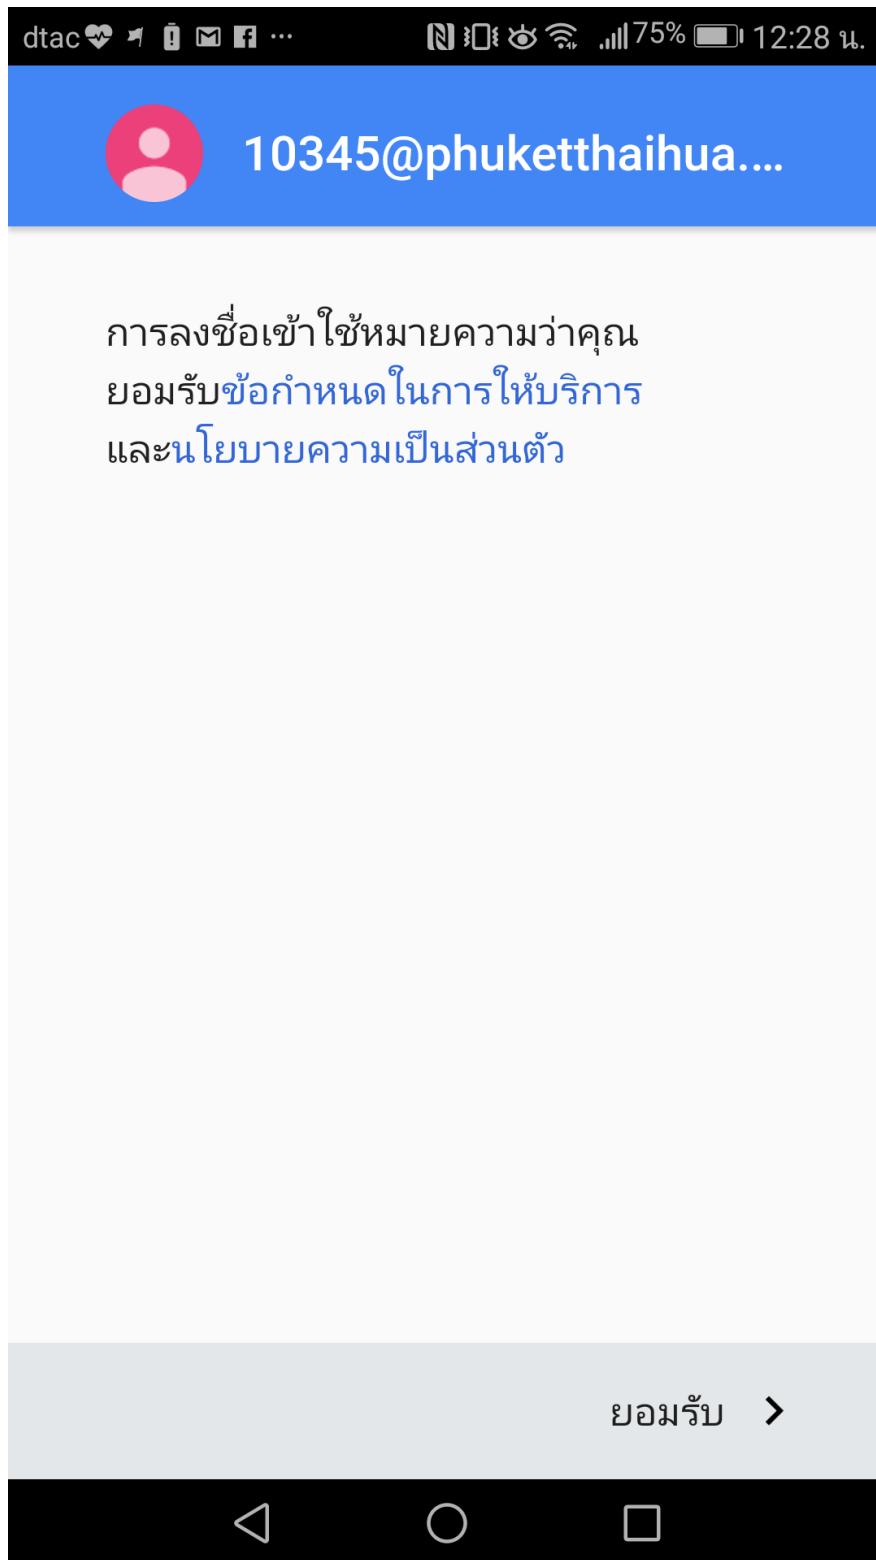 dtac 75% 12:28 น.
10345@phuketthaihua.…
การลงชื่อเข้าใช้หมายความว่าคุณ
ยอมรับข้อกำหนดในการให้บริการ
และนโยบายความเป็นส่วนตัว
ยอมรับ